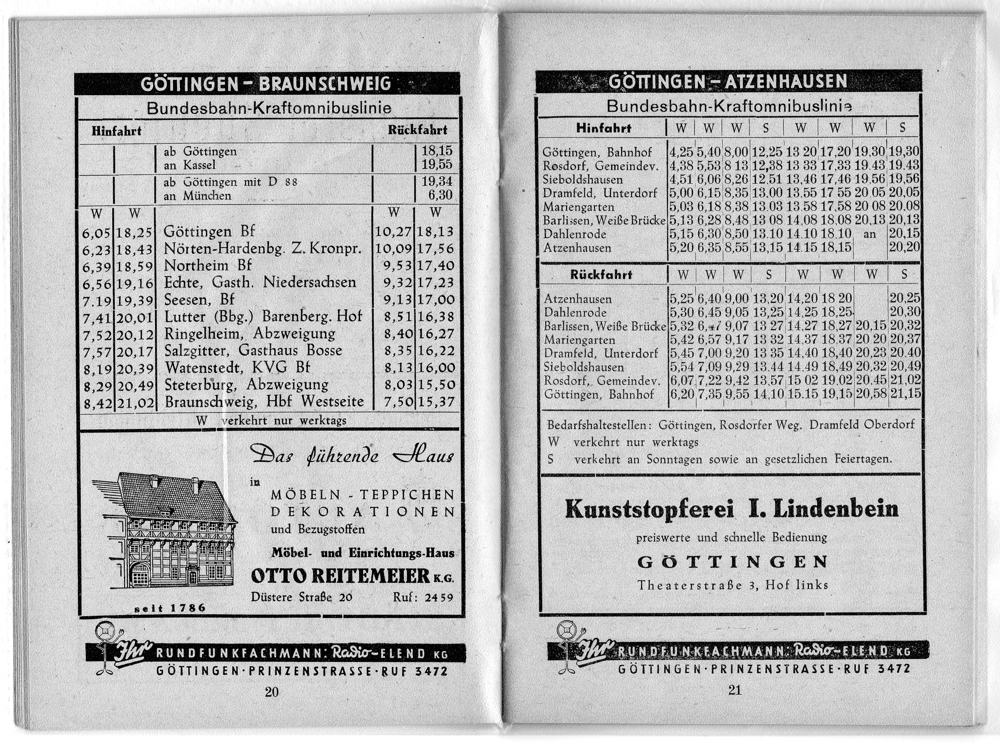 GÖTTINGEN – BRAUNSCHWEIG
Bundesbahn-Kraftomnibuslinie
Hinfahrt Rückfahrt
ab Göttingen 18,15
an Kassel 19,55
ab Göttingen mit D 88 19,34
an München 6,30
W W W W
6,05 18,25 Göttingen Bf 10,27 18,13
6,23 18,43 Nörten-Hardenbg. Z. Kronpr. 10,09 17,56
6,39 18,59 Northeim Bf 9,53 17,40
6,56 19,16 Echte, Gasth. Niedersachsen 9,32 17,23
7.19 19,39 Seesen, Bf 9,13 17,00
7,41 20,01 Lutter (Bbg.) Barenberg. Hof 8,51 16,38
7,52 20,12 Ringelheim, Abzweigung 8,40 16,27
7,57 20,17 Salzgitter, Gasthaus Bosse 8,35 16,22
8,19 20,39 Watenstedt, KVG Bf 8,13 16,00
8,29 20,49 Steterburg, Abzweigung 8,03 15,50
8,42 21,02 Braunschweig, Hbf Westseite 7,50 15,37
W verkehrt nur werktags
Das führende Haus
in
MÖBELN - TEPPICHEN
DEKORATIONEN
und Bezugstoffen
Möbel- und Einrichtungs-Haus
OTTO REITEMEIER K.G.
Düstere Straße 20 Ruf: 2459
seit 1786
Ihr RUNDFUNKFACHMANN: Radio-ELEND KG
GÖTTINGEN · PRINZENSTRASSE · RUF 3472
20
GÖTTINGEN – ATZENHAUSEN
Bundesbahn-Kraftomnibuslinie
Hinfahrt W W W S W W W S
Göttingen, Bahnhof 4,25 5,40 8,00 12,25 13 20 17,20 19,30 19,30
Rosdorf, Gemeindev. 4,38 5,53 8 13 12,38 13 33 17,33 19.43 19.43
Sieboldshausen 4,51 6,06 8,26 12.51 13,46 17,46 19,56 19.56
Dramfeld, Unterdorf 5,00 6,15 8,35 13,00 13,55 17 55 20 05 20,05
Mariengarten 5,03 6,18 8,38 13.03 13.58 17,58 20 08 20.08
Barlissen, Weiße Brücke 5,13 6,28 8,48 13 08 14.08 18.08 20,13 20,13
Dahlenrode 5,15 6,30 8,50 13.10 14.10 18.10 an 20,15
Atzenhausen 5,20 6,35 8,55 13,15 14.15 18,15 20,20
Rückfahrt W W W S W W W S
Atzenhausen 5,25 6,40 9,00 13,20 14,20 18 20 20,25
Dahlenrode 5,30 6,45 9,05 13,25 14,25 18,25 20,30
Barlissen, Weiße Brücke 5,32 9,07 13 27 14,27 18,27 20,15 20,32
Mariengarten 5,42 6,57 9,17 13 32 14.37 18,37 20 20 20,37
Dramfeld, Unterdorf 5,45 7,00 9,20 13 35 14.40 18,40 20,23 20.40
Sieboldshausen 5,54 7,09 9,29 13.44 14.49 18,49 20,32 20,49
Rosdorf, Gemeindev. 6,07 7,22 9,42 13,57 15 02 19,02 20.45 21,02
Göttingen, Bahnhof 6,20 7,35 9,55 14,10 15.15 19,15 20,58 21,15
Bedarfshaltestellen: Göttingen, Rosdorfer Weg. Dramfeld Oberdorf
W verkehrt nur werktags
S verkehrt an Sonntagen sowie an gesetzlichen Feiertagen.
Kunststopferei I. Lindenbein
preiswerte und schnelle Bedienung
GÖTTINGEN
Theaterstraße 3, Hof links
Ihr RUNDFUNKFACHMANN: Radio-ELEND KG
GÖTTINGEN · PRINZENSTRASSE · RUF 3472
21